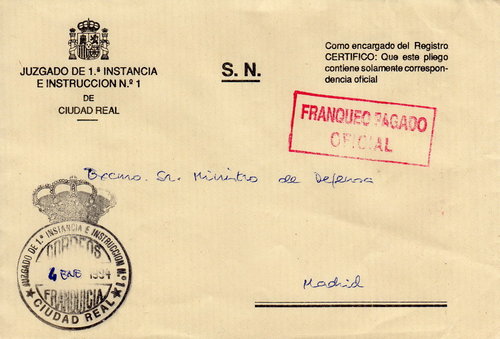 JUZGADO DE 1.ª INSTANCIA
E INSTRUCCION N.º 1
DE
CIUDAD REAL
S. N.
Como encargado del Registro
CERTIFICO: Que este pliego
contiene solamente correspon-
dencia oficial
FRANQUEO PAGADO
OFICIAL
Excmo. Sr. Ministro de Defensa
JUZGADO DE 1.ª INSTANCIA E INSTRUCCION N.º 1
CORREOS
4 ENE 1994
FRANQUICIA
CIUDAD REAL
Madrid